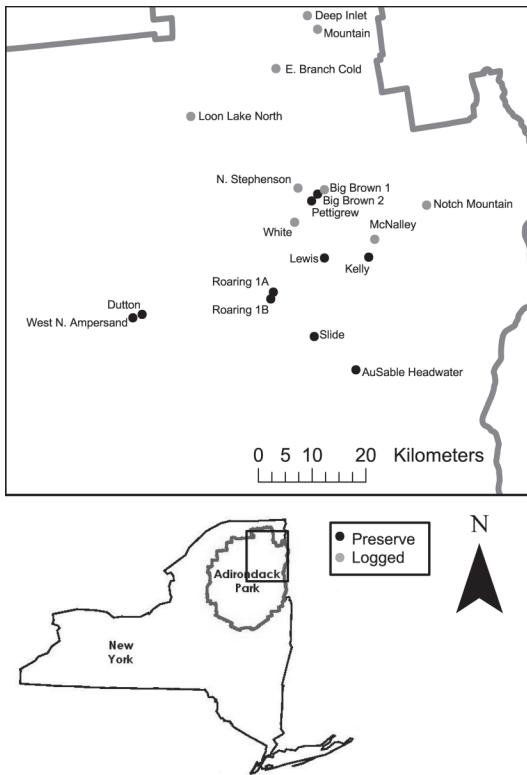 Deep Inlet
Mountain
E. Branch Cold
Loon Lake North
N. Stephenson
Big Brown 1
Big Brown 2
Pettigrew
Notch Mountain
White
McNalley
Lewis
Kelly
Roaring 1A
Roaring 1B
Dutton
West N. Ampersand
Slide
AuSable Headwater
0 5 10 20 Kilometers
Preserve
Logged
N
Adirondack
Park
New
York